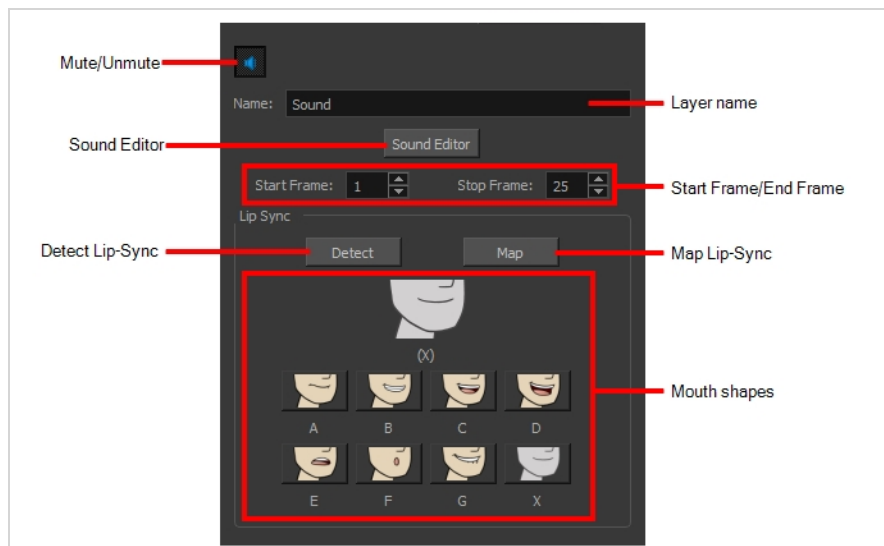 Mute/Unmute
Name: Sound Layer name
Sound Editor Sound Editor
Start Frame: 1 Stop Frame: 25 Start Frame/End Frame
Lip Sync
Detect Lip-Sync Detect Map Map Lip-Sync
(X)
Mouth shapes
A B C D
E F G X